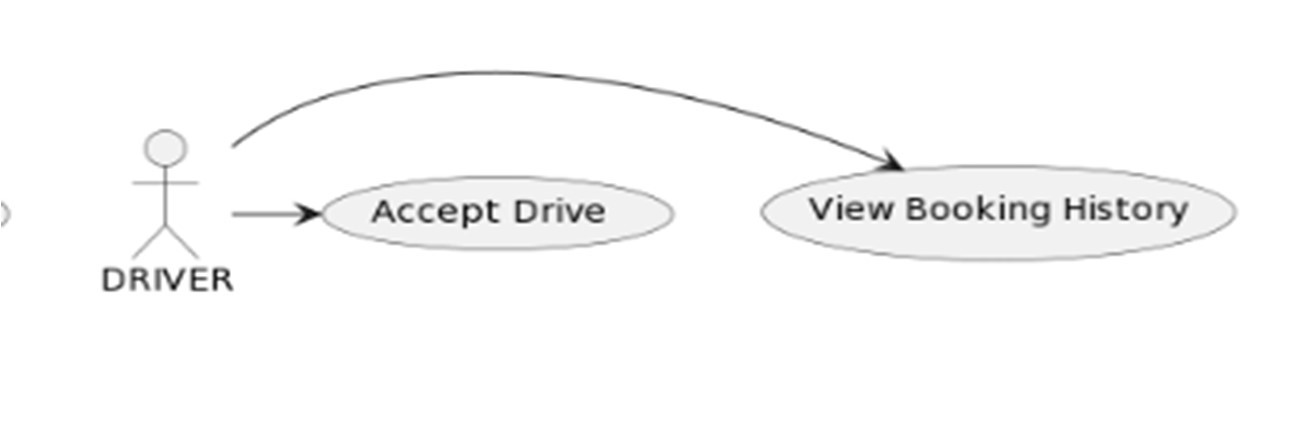 Accept Drive
View Booking History
DRIVER